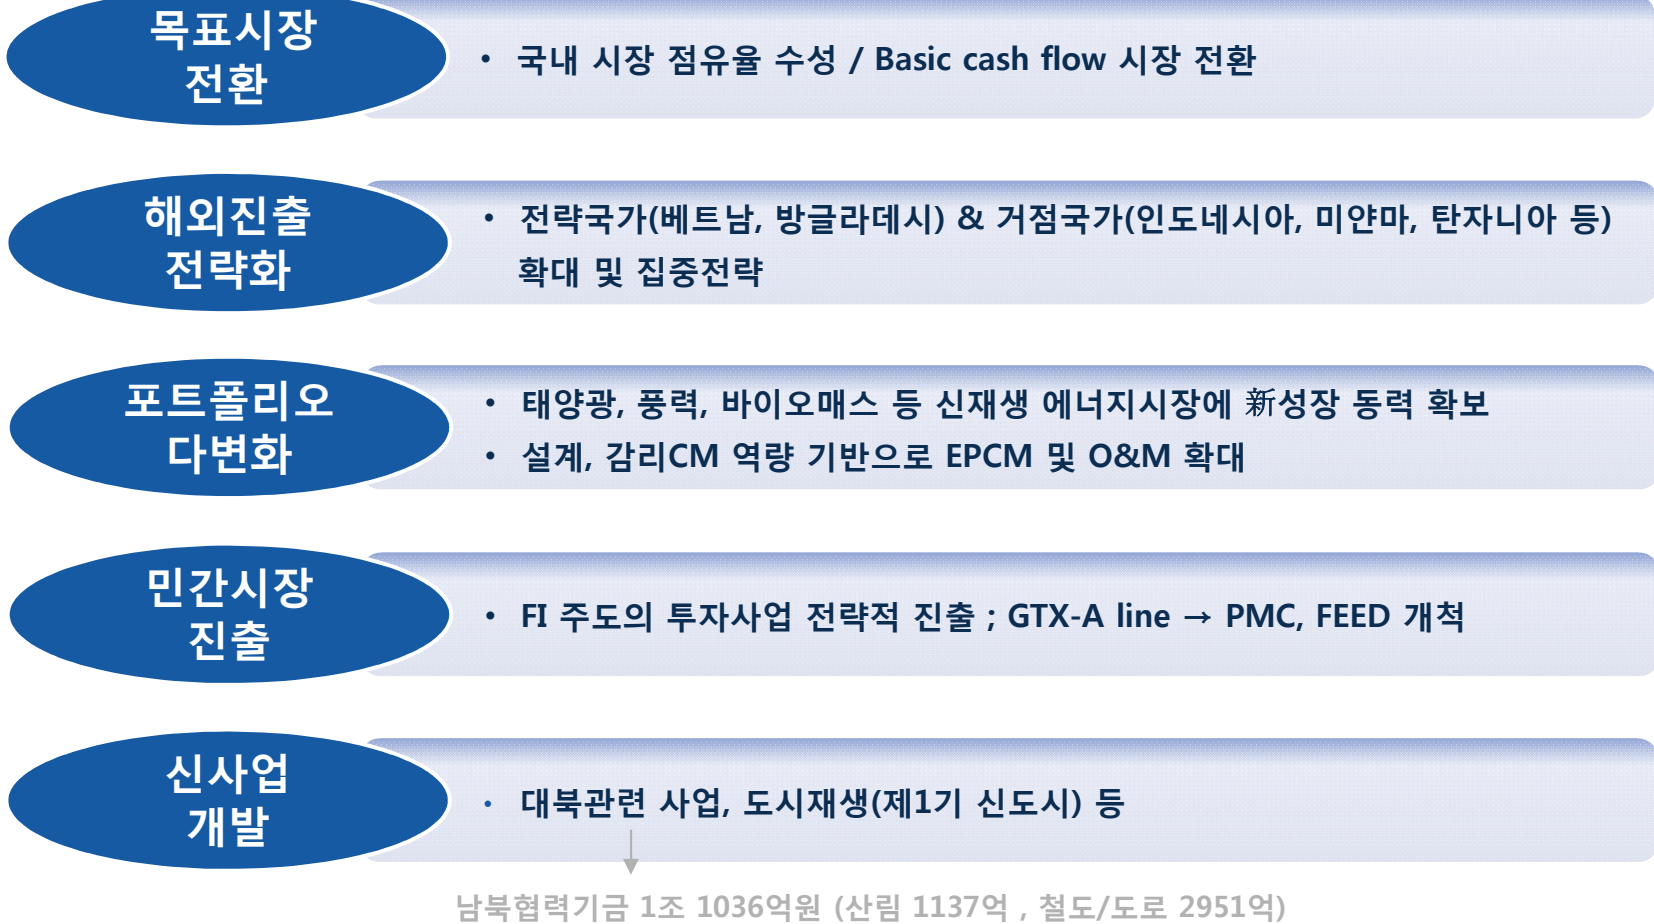 목표시장
전환
• 국내 시장 점유율 수성 / Basic cash flow 시장 전환
해외진출
전략화
• 전략국가(베트남, 방글라데시) & 거점국가(인도네시아, 미얀마, 탄자니아 등)
확대 및 집중전략
포트폴리오
다변화
• 태양광, 풍력, 바이오매스 등 신재생 에너지시장에 新성장 동력 확보
• 설계, 감리CM 역량 기반으로 EPCM 및 O&M 확대
민간시장
진출
• FI 주도의 투자사업 전략적 진출 ; GTX-A line → PMC, FEED 개척
신사업
개발
• 대북관련 사업, 도시재생(제1기 신도시) 등
남북협력기금 1조 1036억원 (산림 1137억 , 철도/도로 2951억)